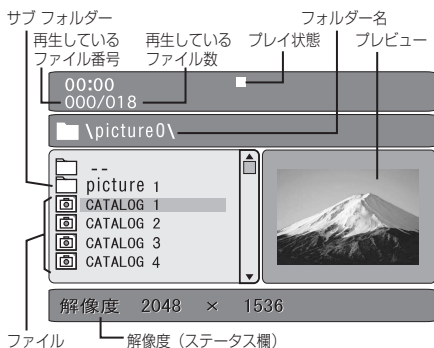 サブ フォルダー
フォルダー名
再生している
ファイル番号
再生している
ファイル数
プレイ状態
プレビュー
00:00
000/018
\picture0\
--
picture 1
CATALOG 1
CATALOG 2
CATALOG 3
CATALOG 4
解像度 2048 × 1536
ファイル
解像度（ステータス欄）